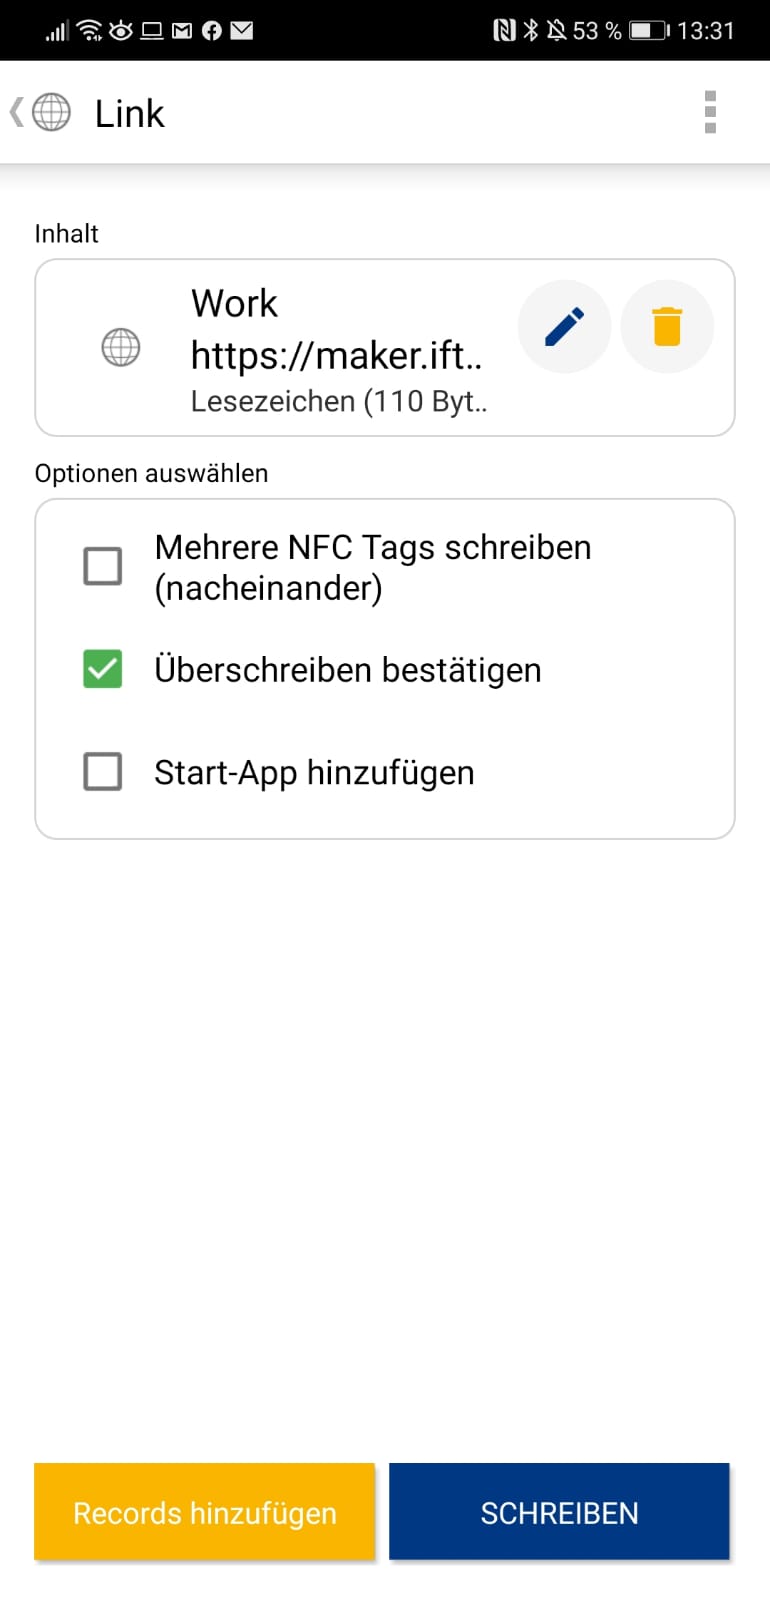 53 % 13:31
Link
Inhalt
Work
https://maker.ift..
Lesezeichen (110 Byt..
Optionen auswählen
Mehrere NFC Tags schreiben
(nacheinander)
Überschreiben bestätigen
Start-App hinzufügen
Records hinzufügen
SCHREIBEN